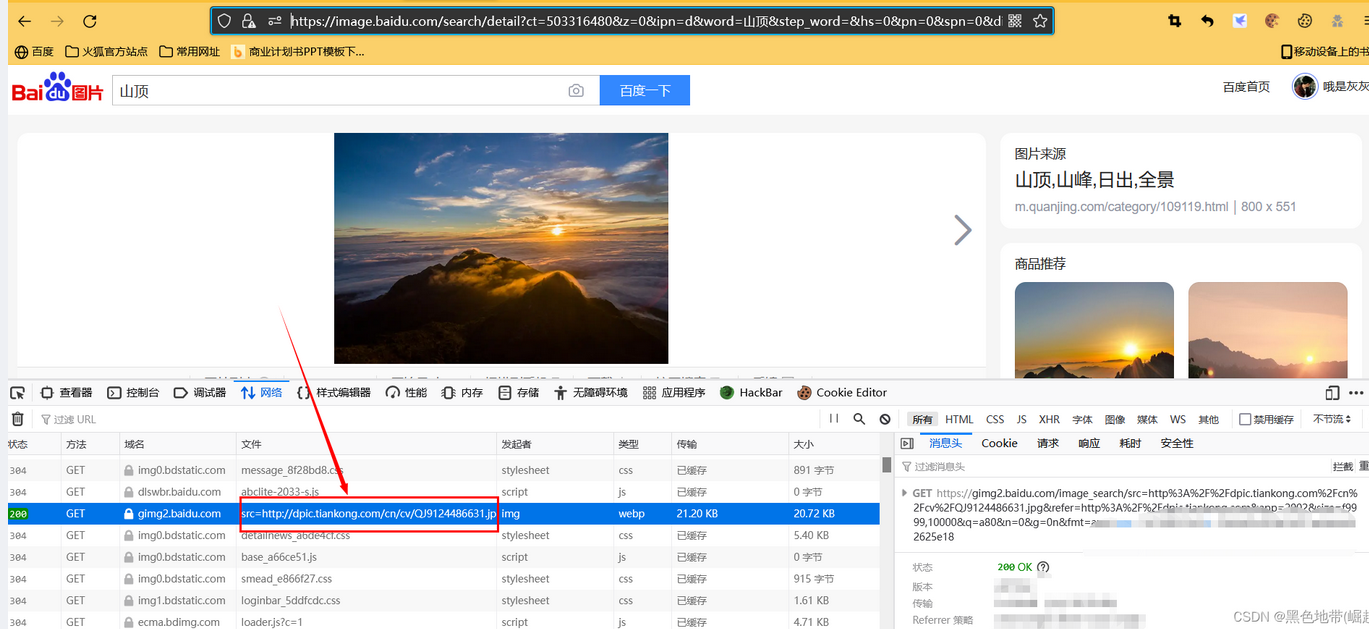 https://image.baidu.com/search/detail?ct=503316480&z=0&ipn=d&word=山顶&step_word=&hs=0&pn=0&spn=0&d
百度 火狐官方站点 常用网址 商业计划书PPT模板下... 移动设备上的书
Bai du 图片 山顶 百度一下 百度首页 哦是灰灰
图片来源
山顶,山峰,日出,全景
m.quanjing.com/category/109119.html | 800 x 551
商品推荐
查看器 控制台 调试器 网络 样式编辑器 性能 内存 存储 无障碍环境 应用程序 HackBar Cookie Editor
过滤 URL 所有 HTML CSS JS XHR 字体 图像 媒体 WS 其他 禁用缓存 不节流
状态 方法 域名 文件 发起者 类型 传输 大小 消息头 Cookie 请求 响应 耗时 安全性
过滤消息头 拦截 重
304 GET img0.bdstatic.com message_8f28bd8.css stylesheet css 已缓存 891 字节
304 GET dlswbr.baidu.com abclite-2033-s.js script js 已缓存 0 字节
200 GET gimg2.baidu.com src=http://dpic.tiankong.com/cn/cv/QJ9124486631.jp img webp 21.20 KB 20.72 KB
304 GET img0.bdstatic.com detailnews_a6de4cf.css stylesheet css 已缓存 5.40 KB
304 GET img0.bdstatic.com base_a66ce51.js script js 已缓存 0 字节
304 GET img0.bdstatic.com smead_e866f27.css stylesheet css 已缓存 915 字节
304 GET img1.bdstatic.com loginbar_5ddfcdc.css stylesheet css 已缓存 1.61 KB
304 GET ecma.bdimg.com loader.js?c=1 script js 已缓存 4.71 KB
GET https://gimg2.baidu.com/image_search/src=http%3A%2F%2Fdpic.tiankong.com%2Fcn%
2Fcv%2FQJ9124486631.jpg&refer=http%3A%2F%2Fdpic.tiankong.com&app=2002&size=f99
99,10000&q=a80&n=0&g=0n&fmt=
2625e18
状态 200 OK
版本
传输
Referrer 策略
CSDN @黑色地带(崛起